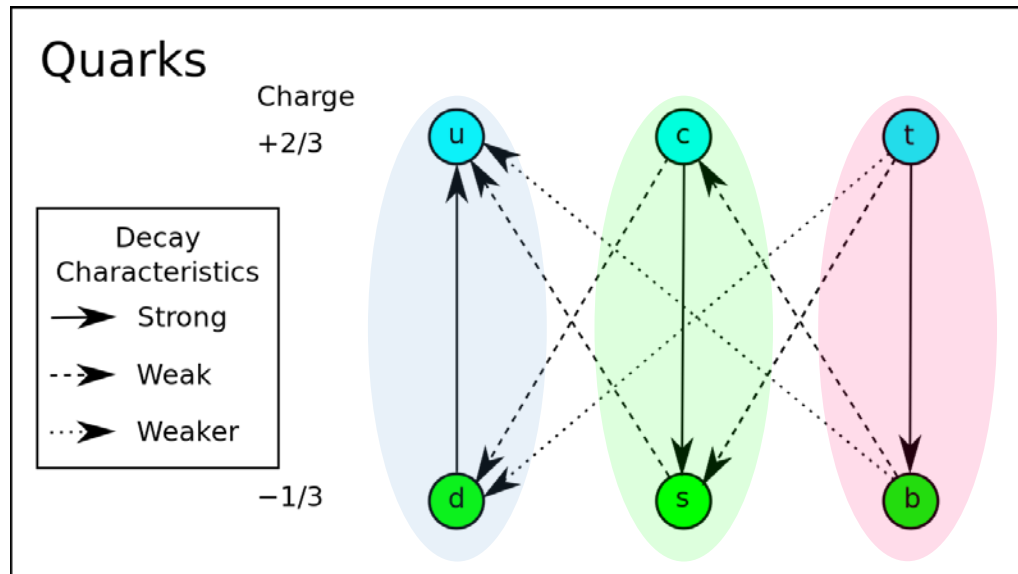 Quarks
Charge
+2/3
u
c
t
Decay
Characteristics
Strong
Weak
Weaker
−1/3
d
s
b